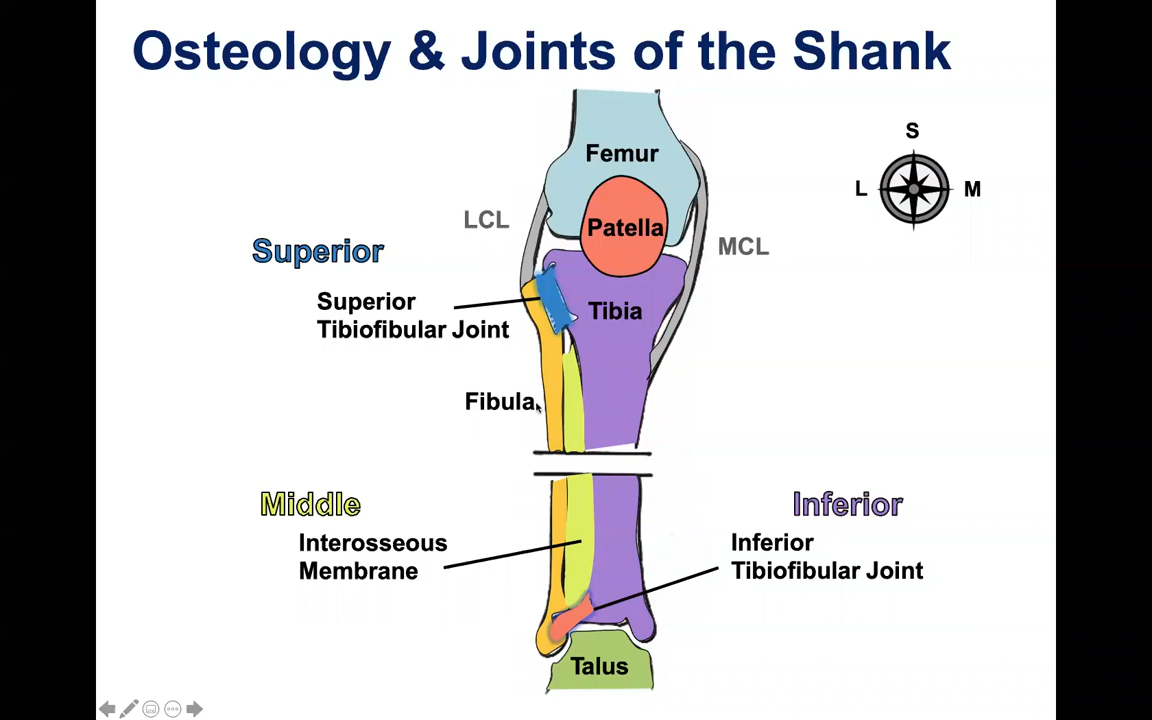 Osteology & Joints of the Shank
S
L
M
Femur
LCL
Patella
MCL
Superior
Superior
Tibiofibular Joint
Tibia
Fibula
Middle
Inferior
Interosseous
Membrane
Inferior
Tibiofibular Joint
Talus